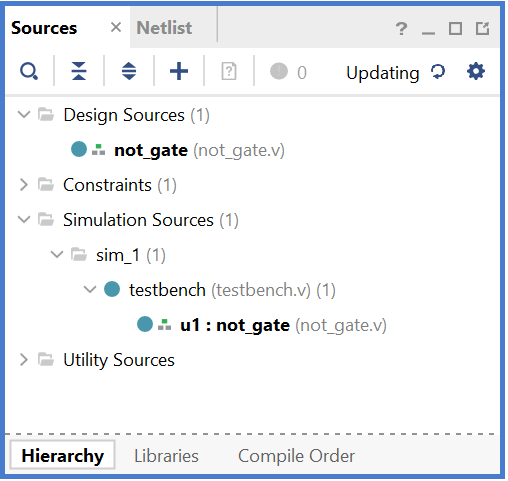 Sources × Netlist ? 
0 Updating
Design Sources (1)
not_gate (not_gate.v)
Constraints (1)
Simulation Sources (1)
sim_1 (1)
testbench (testbench.v) (1)
u1 : not_gate (not_gate.v)
Utility Sources
Hierarchy Libraries Compile Order